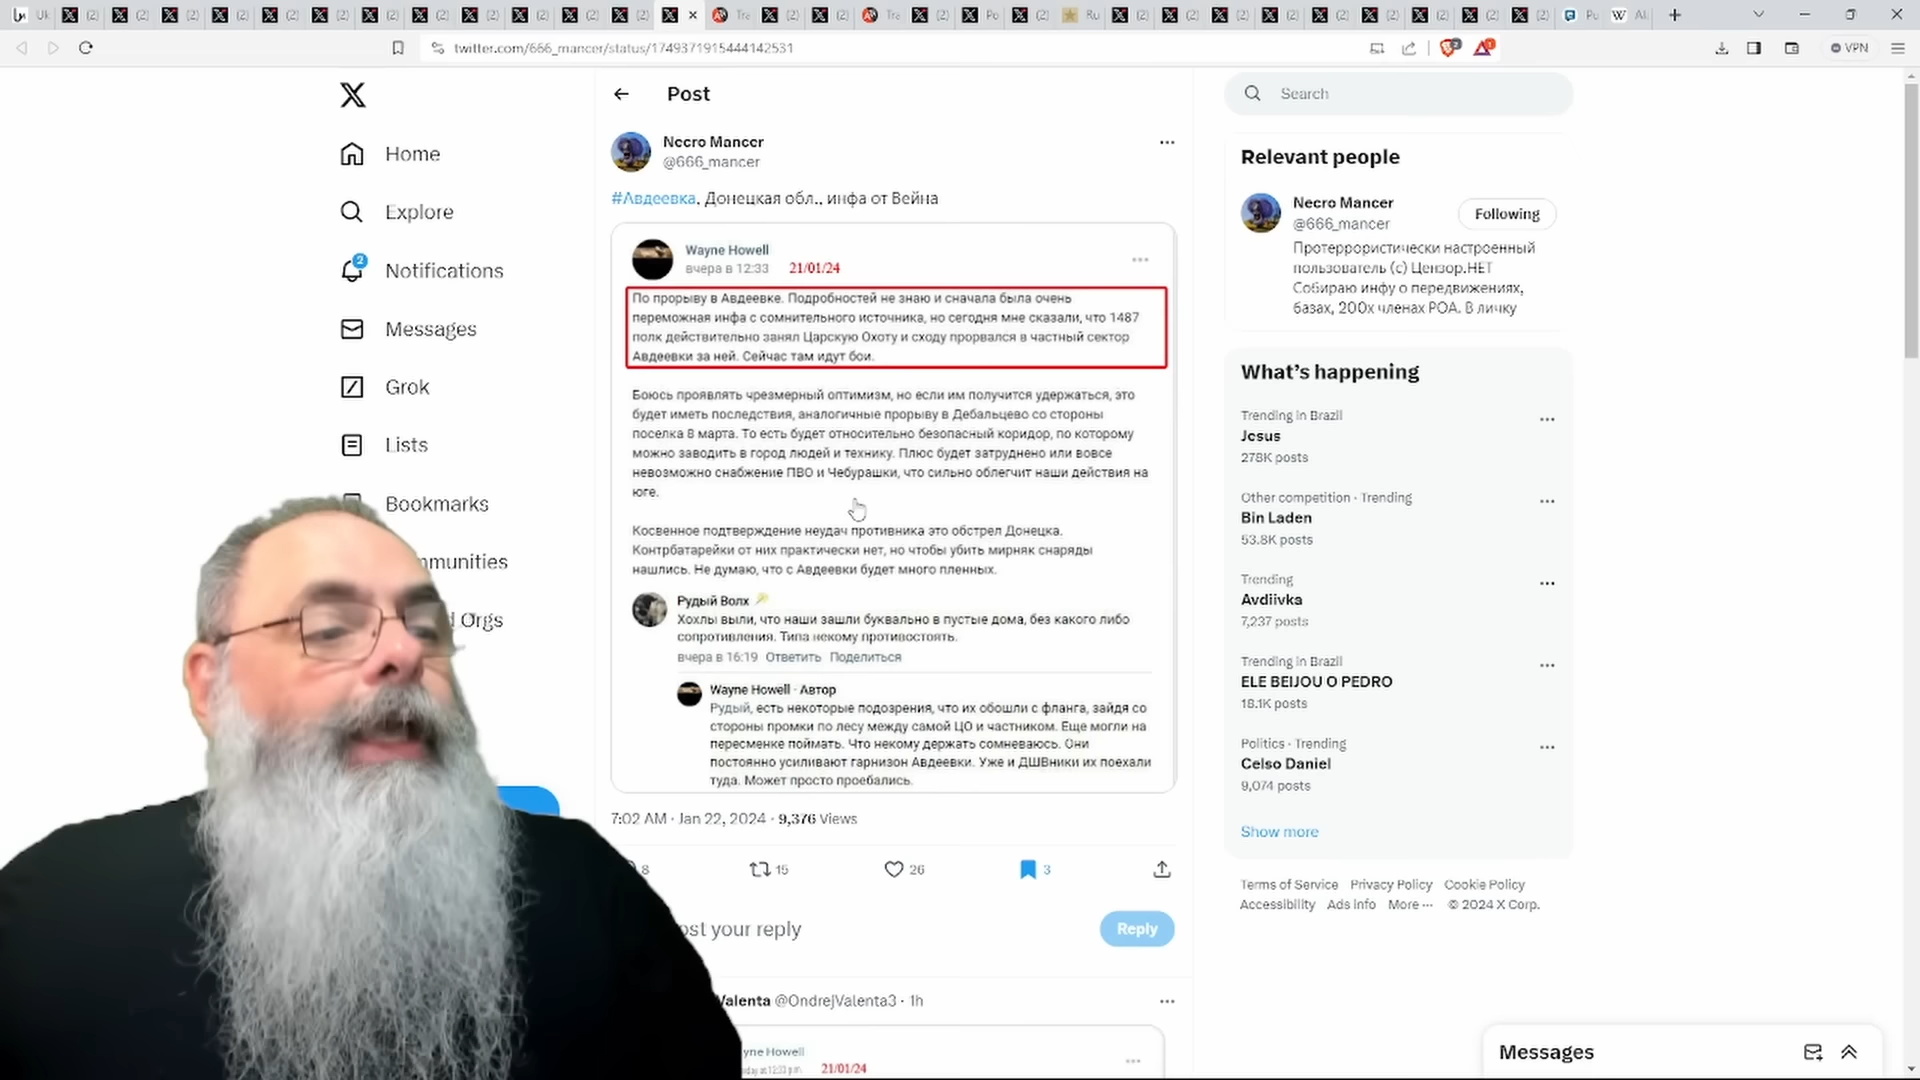 twitter.com/666_mancer/status/1749371915444142531
VPN
Home
Explore
2
Notifications
Messages
Grok
Lists
Bookmarks
Post
Necro Mancer
@666_mancer
#Авдеевка, Донецкая обл., инфа от Вейна
Wayne Howell
вчера в 12:33 21/01/24
По прорыву в Авдеевке. Подробностей не знаю и сначала была очень
переможная инфа с сомнительного источника, но сегодня мне сказали, что 1487
полк действительно занял Царскую Охоту и сходу прорвался в частный сектор
Авдеевки за ней. Сейчас там идут бои.
Боюсь проявлять чрезмерный оптимизм, но если им получится удержаться, это
будет иметь последствия, аналогичные прорыву в Дебальцево со стороны
поселка 8 марта. То есть будет относительно безопасный коридор, по которому
можно заводить в город людей и технику. Плюс будет затруднено или вовсе
невозможно снабжение ПВО и Чебурашки, что сильно облегчит наши действия на
юге.
Косвенное подтверждение неудач противника это обстрел Донецка.
Контрбатарейки от них практически нет, но чтобы убить мирняк снаряды
нашлись. Не думаю, что с Авдеевки будет много пленных.
Рудый Волх
Хохлы выли, что наши зашли буквально в пустые дома, без какого либо
сопротивления. Типа некому противостоять.
вчера в 16:19 Ответить Поделиться
Wayne Howell · Автор
Рудый, есть некоторые подозрения, что их обошли с фланга, зайдя со
стороны промки по лесу между самой ЦО и частником. Еще могли на
пересменке поймать. Что некому держать сомневаюсь. Они
постоянно усиливают гарнизон Авдеевки. Уже и ДШВники их поехали
туда. Может просто проебались.
7:02 AM · Jan 22, 2024 · 9,376 Views
8 15 26 3
your reply
Reply
Valenta @OndrejValenta3 · 1h
Howell
21/01/24
Search
Relevant people
Necro Mancer
@666_mancer
Following
Протеррористически настроенный
пользователь (с) Цензор.НЕТ
Собираю инфу о передвижениях,
базах, 200х членах РОА. В личку
What's happening
Trending in Brazil
Jesus
278K posts
Other competition · Trending
Bin Laden
53.8K posts
Trending
Avdiivka
7,237 posts
Trending in Brazil
ELE BEIJOU O PEDRO
18.1K posts
Politics · Trending
Celso Daniel
9,074 posts
Show more
Terms of Service Privacy Policy Cookie Policy
Accessibility Ads info More ··· © 2024 X Corp.
Messages